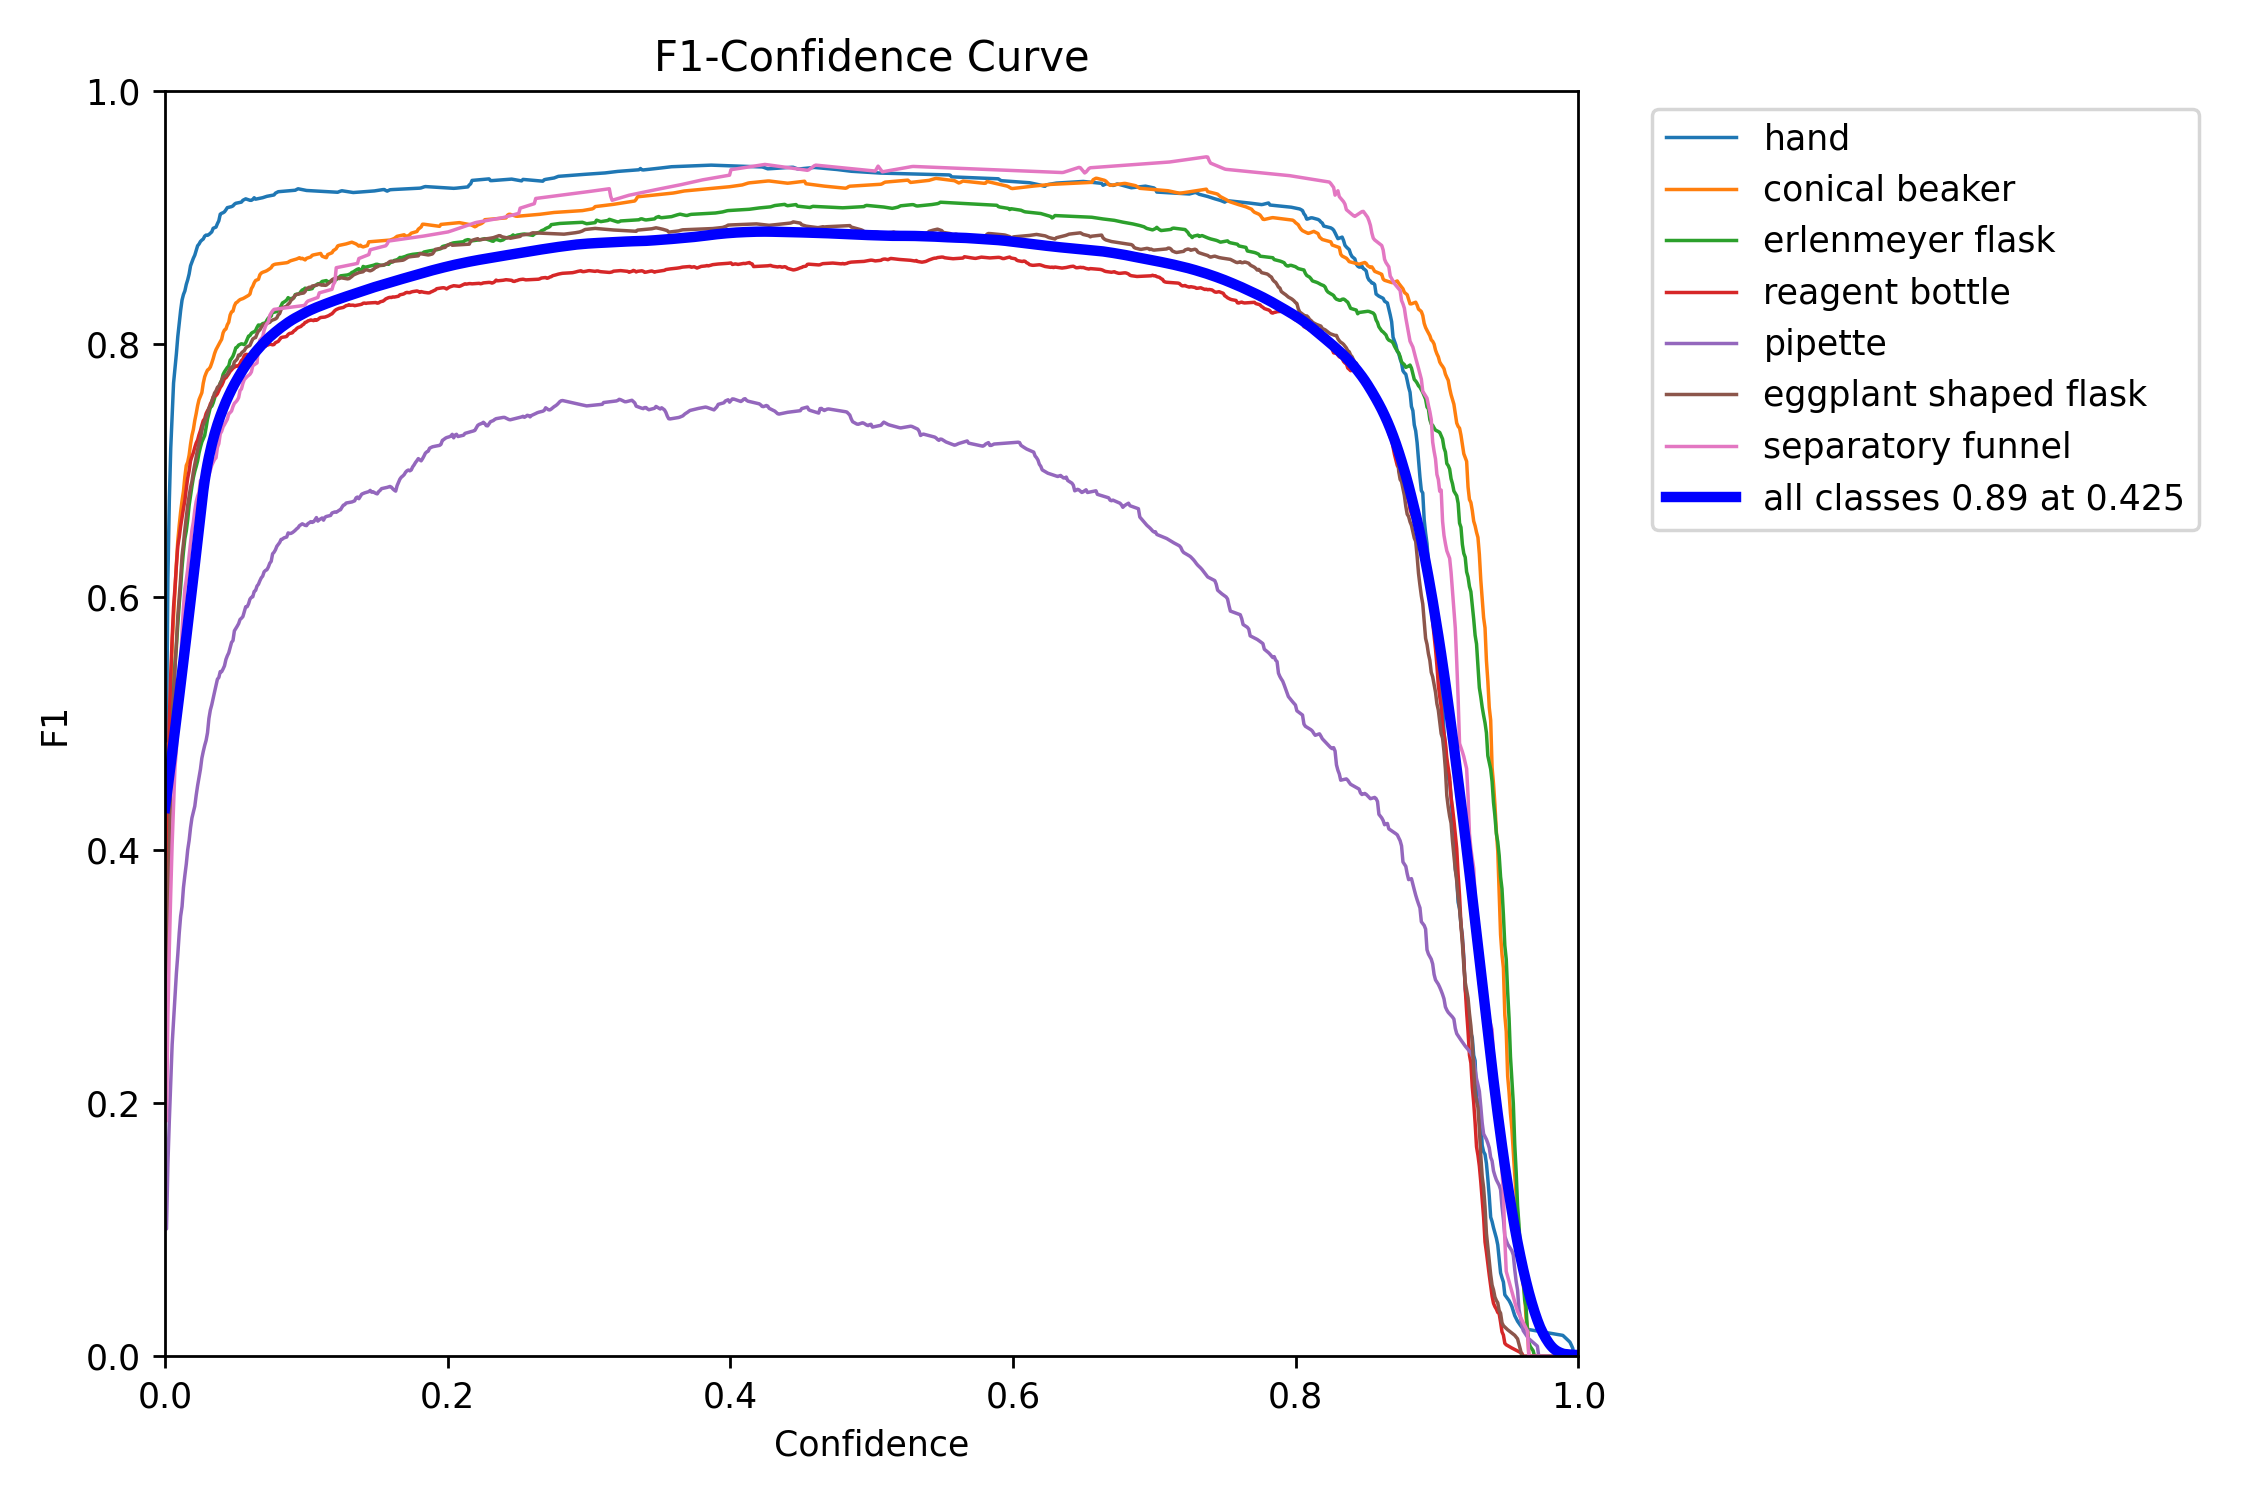 F1-Confidence Curve
1.0
0.8
0.6
0.4
0.2
0.0
F1
0.0 0.2 0.4 0.6 0.8 1.0
Confidence
hand
conical beaker
erlenmeyer flask
reagent bottle
pipette
eggplant shaped flask
separatory funnel
all classes 0.89 at 0.425